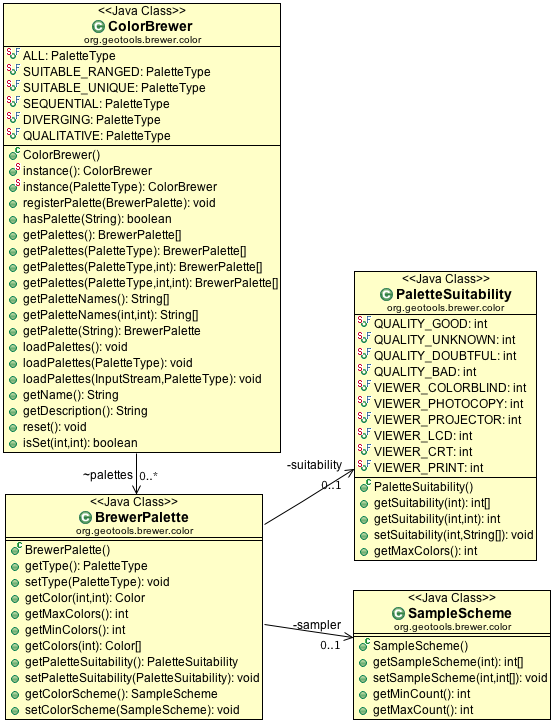 <<Java Class>>
ColorBrewer
org.geotools.brewer.color
ALL: PaletteType
SUITABLE_RANGED: PaletteType
SUITABLE_UNIQUE: PaletteType
SEQUENTIAL: PaletteType
DIVERGING: PaletteType
QUALITATIVE: PaletteType
ColorBrewer()
instance(): ColorBrewer
instance(PaletteType): ColorBrewer
registerPalette(BrewerPalette): void
hasPalette(String): boolean
getPalettes(): BrewerPalette[]
getPalettes(PaletteType): BrewerPalette[]
getPalettes(PaletteType,int): BrewerPalette[]
getPalettes(PaletteType,int,int): BrewerPalette[]
getPaletteNames(): String[]
getPaletteNames(int,int): String[]
getPalette(String): BrewerPalette
loadPalettes(): void
loadPalettes(PaletteType): void
loadPalettes(InputStream,PaletteType): void
getName(): String
getDescription(): String
reset(): void
isSet(int,int): boolean
~palettes
0..*
<<Java Class>>
BrewerPalette
org.geotools.brewer.color
BrewerPalette()
getType(): PaletteType
setType(PaletteType): void
getColor(int,int): Color
getMaxColors(): int
getMinColors(): int
getColors(int): Color[]
getPaletteSuitability(): PaletteSuitability
setPaletteSuitability(PaletteSuitability): void
getColorScheme(): SampleScheme
setColorScheme(SampleScheme): void
-suitability
0..1
<<Java Class>>
PaletteSuitability
org.geotools.brewer.color
QUALITY_GOOD: int
QUALITY_UNKNOWN: int
QUALITY_DOUBTFUL: int
QUALITY_BAD: int
VIEWER_COLORBLIND: int
VIEWER_PHOTOCOPY: int
VIEWER_PROJECTOR: int
VIEWER_LCD: int
VIEWER_CRT: int
VIEWER_PRINT: int
PaletteSuitability()
getSuitability(int): int[]
getSuitability(int,int): int
setSuitability(int,String[]): void
getMaxColors(): int
-sampler
0..1
<<Java Class>>
SampleScheme
org.geotools.brewer.color
SampleScheme()
getSampleScheme(int): int[]
setSampleScheme(int,int[]): void
getMinCount(): int
getMaxCount(): int